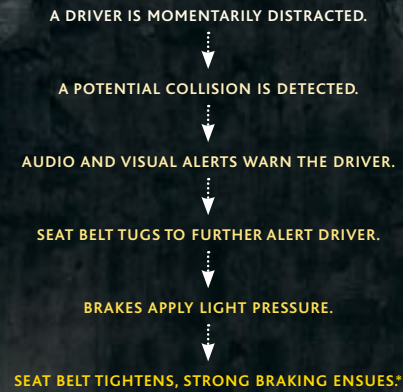 A DRIVER IS MOMENTARILY DISTRACTED.
A POTENTIAL COLLISION IS DETECTED.
AUDIO AND VISUAL ALERTS WARN THE DRIVER.
SEAT BELT TUGS TO FURTHER ALERT DRIVER.
BRAKES APPLY LIGHT PRESSURE.
SEAT BELT TIGHTENS, STRONG BRAKING ENSUES.*